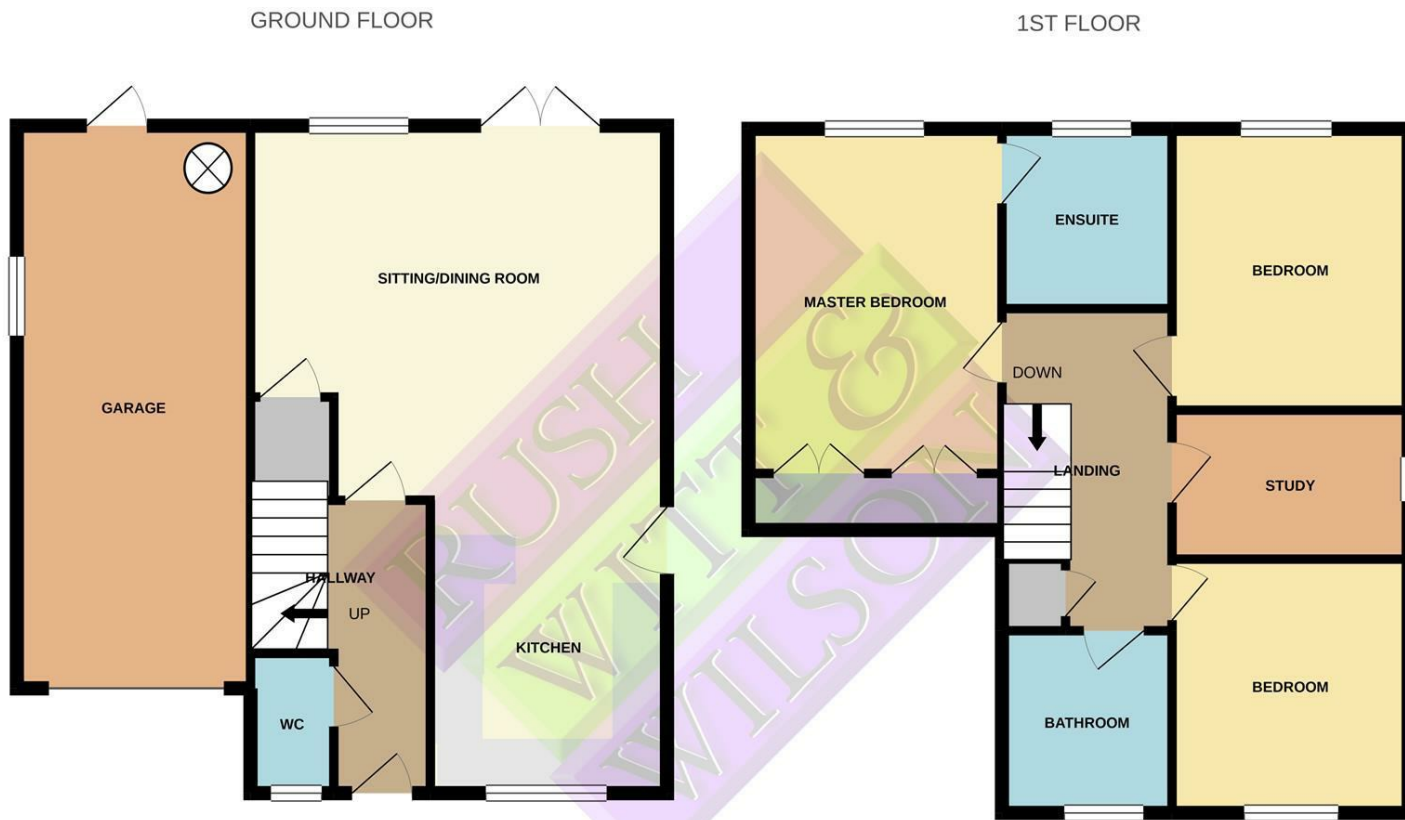 GROUND FLOOR
GARAGE
SITTING/DINING ROOM
HALLWAY
UP
WC
KITCHEN
1ST FLOOR
MASTER BEDROOM
ENSUITE
BEDROOM
DOWN
LANDING
STUDY
BATHROOM
BEDROOM
RUSH
WITT &
WILSON